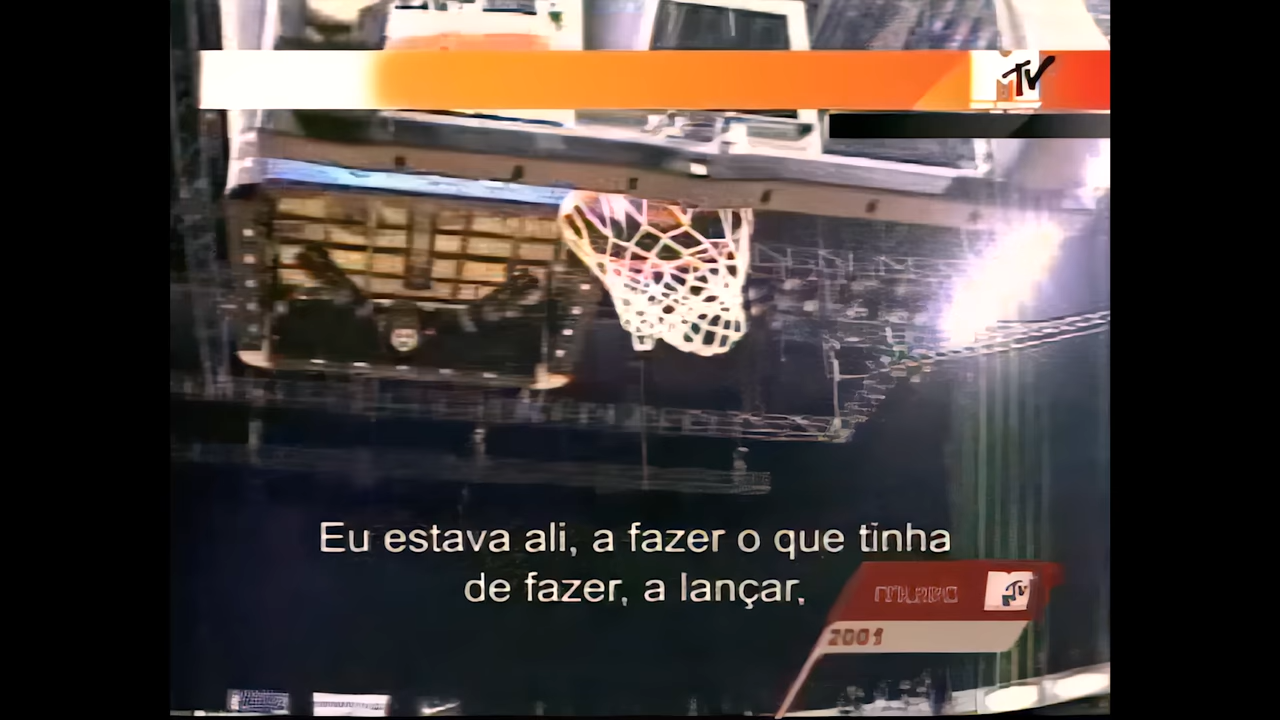 MTV
Eu estava ali, a fazer o que tinha
de fazer, a lançar,
MTV
2001